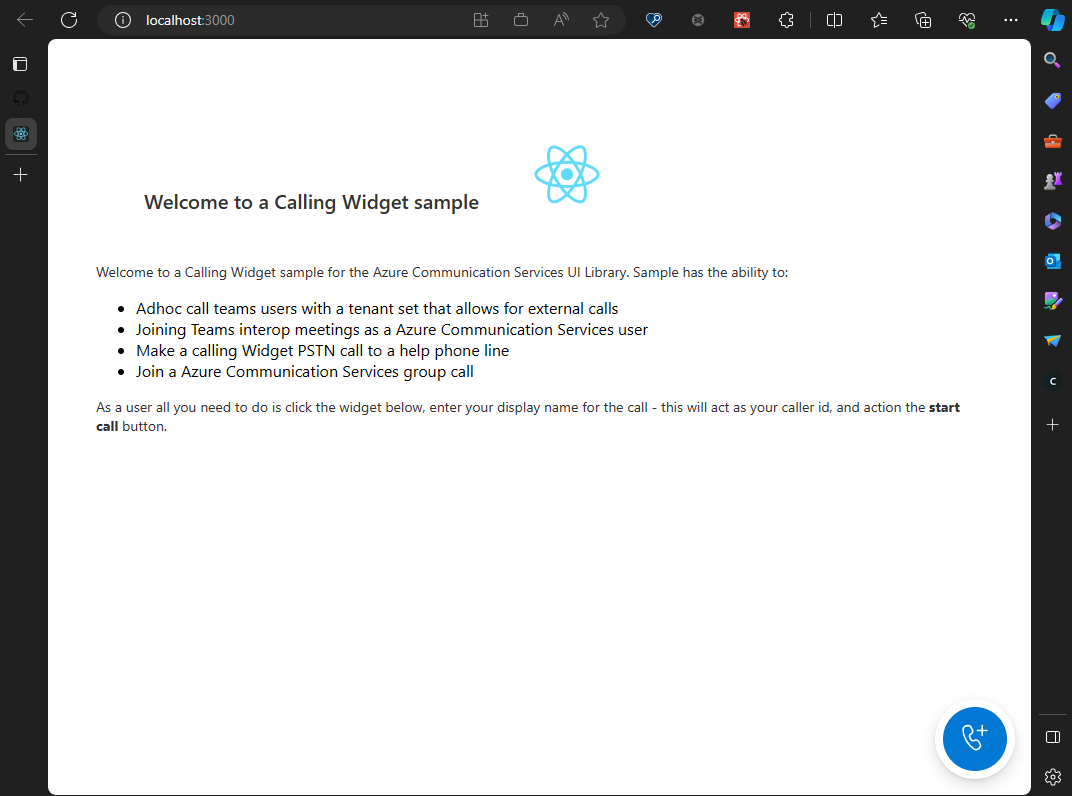 localhost:3000
Welcome to a Calling Widget sample
Welcome to a Calling Widget sample for the Azure Communication Services UI Library. Sample has the ability to:
Adhoc call teams users with a tenant set that allows for external calls
Joining Teams interop meetings as a Azure Communication Services user
Make a calling Widget PSTN call to a help phone line
Join a Azure Communication Services group call
As a user all you need to do is click the widget below, enter your display name for the call - this will act as your caller id, and action the start
call button.
C